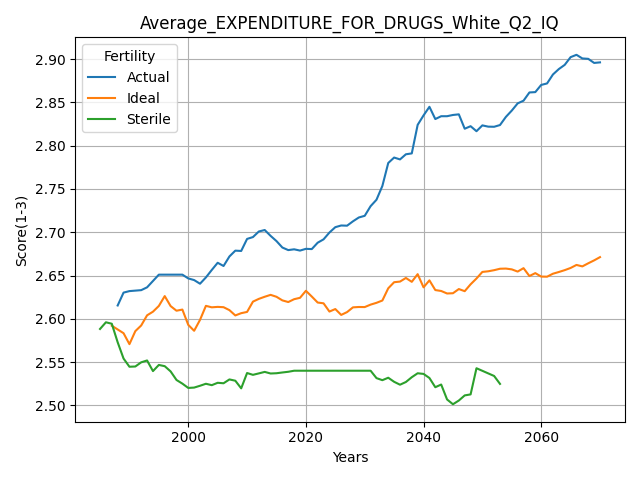 Average_EXPENDITURE_FOR_DRUGS_White_Q2_IQ
Fertility
Actual
Ideal
Sterile
Score(1-3)
2.90
2.85
2.80
2.75
2.70
2.65
2.60
2.55
2.50
2000 2020 2040 2060
Years